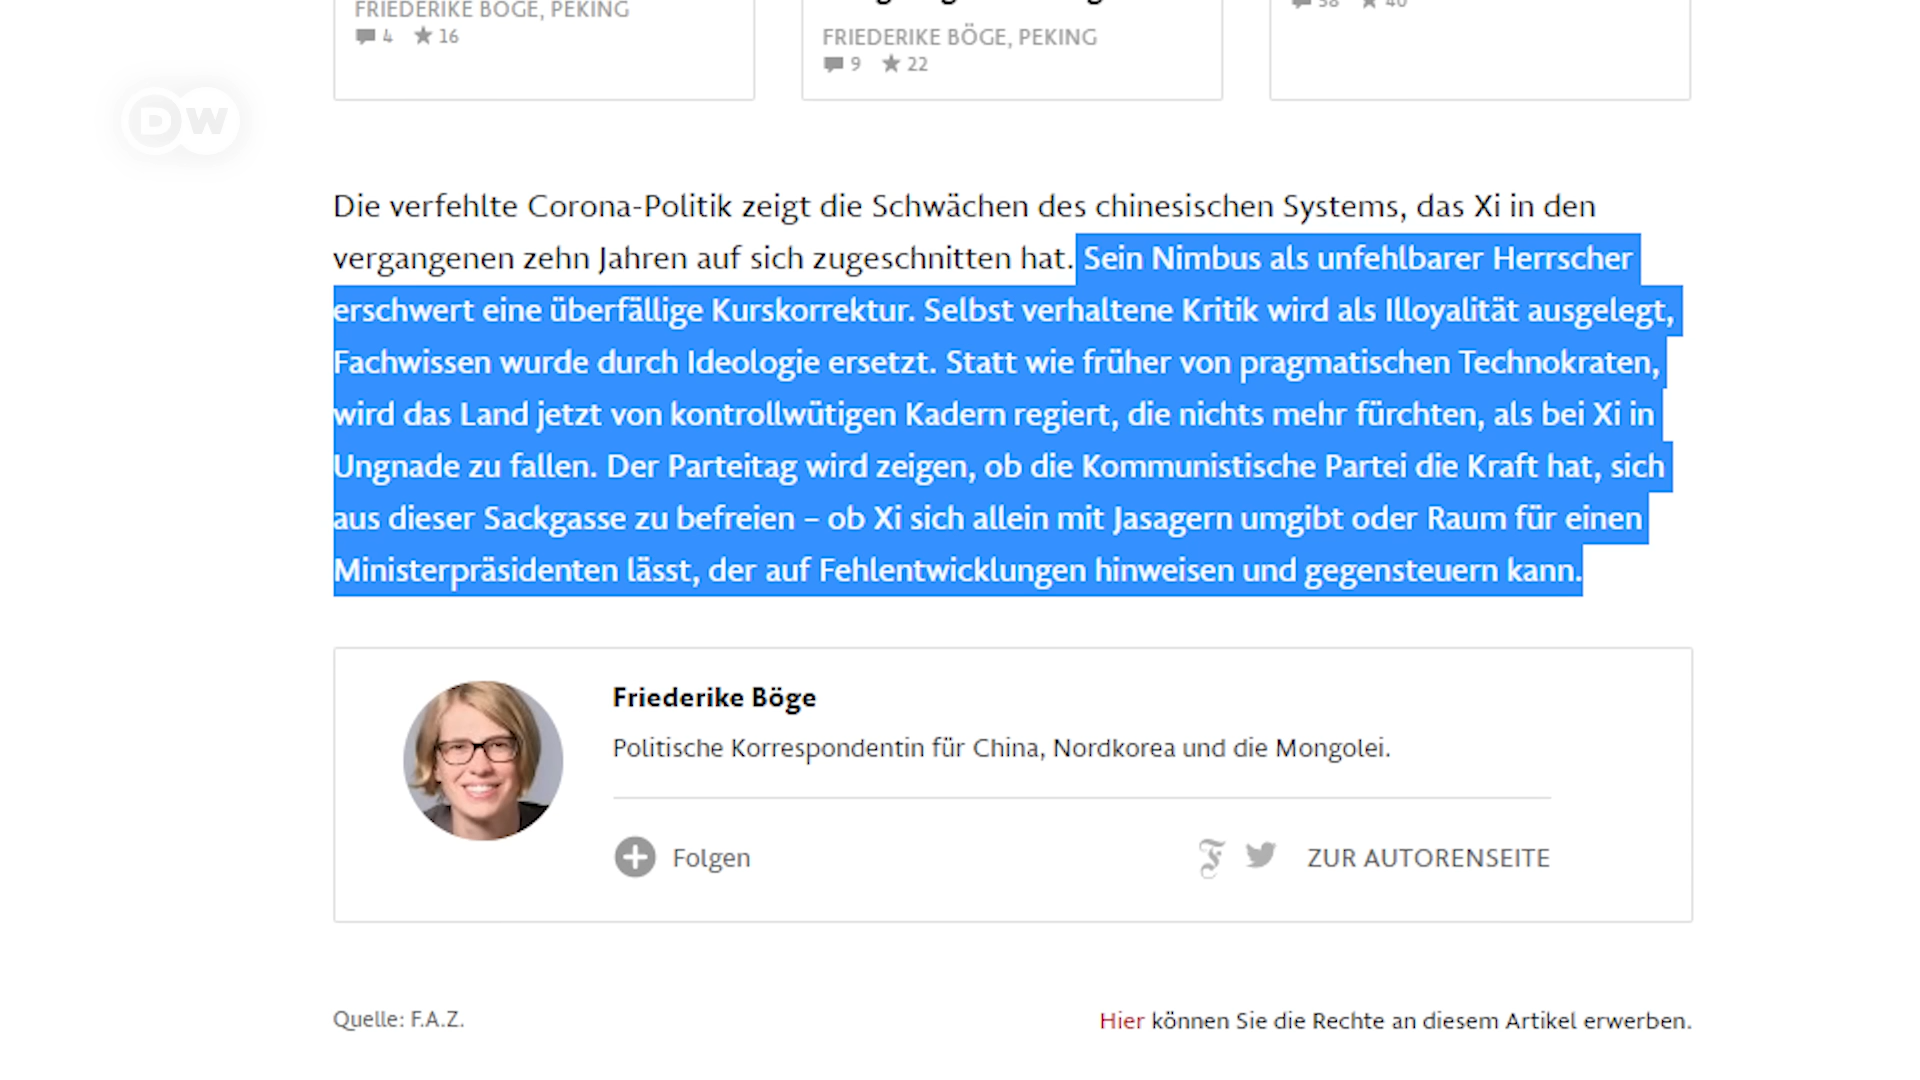 FRIEDERIKE BÖGE, PEKING
4 16
FRIEDERIKE BÖGE, PEKING
9 22
58 40
DW
Die verfehlte Corona-Politik zeigt die Schwächen des chinesischen Systems, das Xi in den
vergangenen zehn Jahren auf sich zugeschnitten hat. Sein Nimbus als unfehlbarer Herrscher
erschwert eine überfällige Kurskorrektur. Selbst verhaltene Kritik wird als Illoyalität ausgelegt,
Fachwissen wurde durch Ideologie ersetzt. Statt wie früher von pragmatischen Technokraten,
wird das Land jetzt von kontrollwütigen Kadern regiert, die nichts mehr fürchten, als bei Xi in
Ungnade zu fallen. Der Parteitag wird zeigen, ob die Kommunistische Partei die Kraft hat, sich
aus dieser Sackgasse zu befreien – ob Xi sich allein mit Jasagern umgibt oder Raum für einen
Ministerpräsidenten lässt, der auf Fehlentwicklungen hinweisen und gegensteuern kann.
Friederike Böge
Politische Korrespondentin für China, Nordkorea und die Mongolei.
Folgen
F ZUR AUTORENSEITE
Quelle: F.A.Z.
Hier können Sie die Rechte an diesem Artikel erwerben.